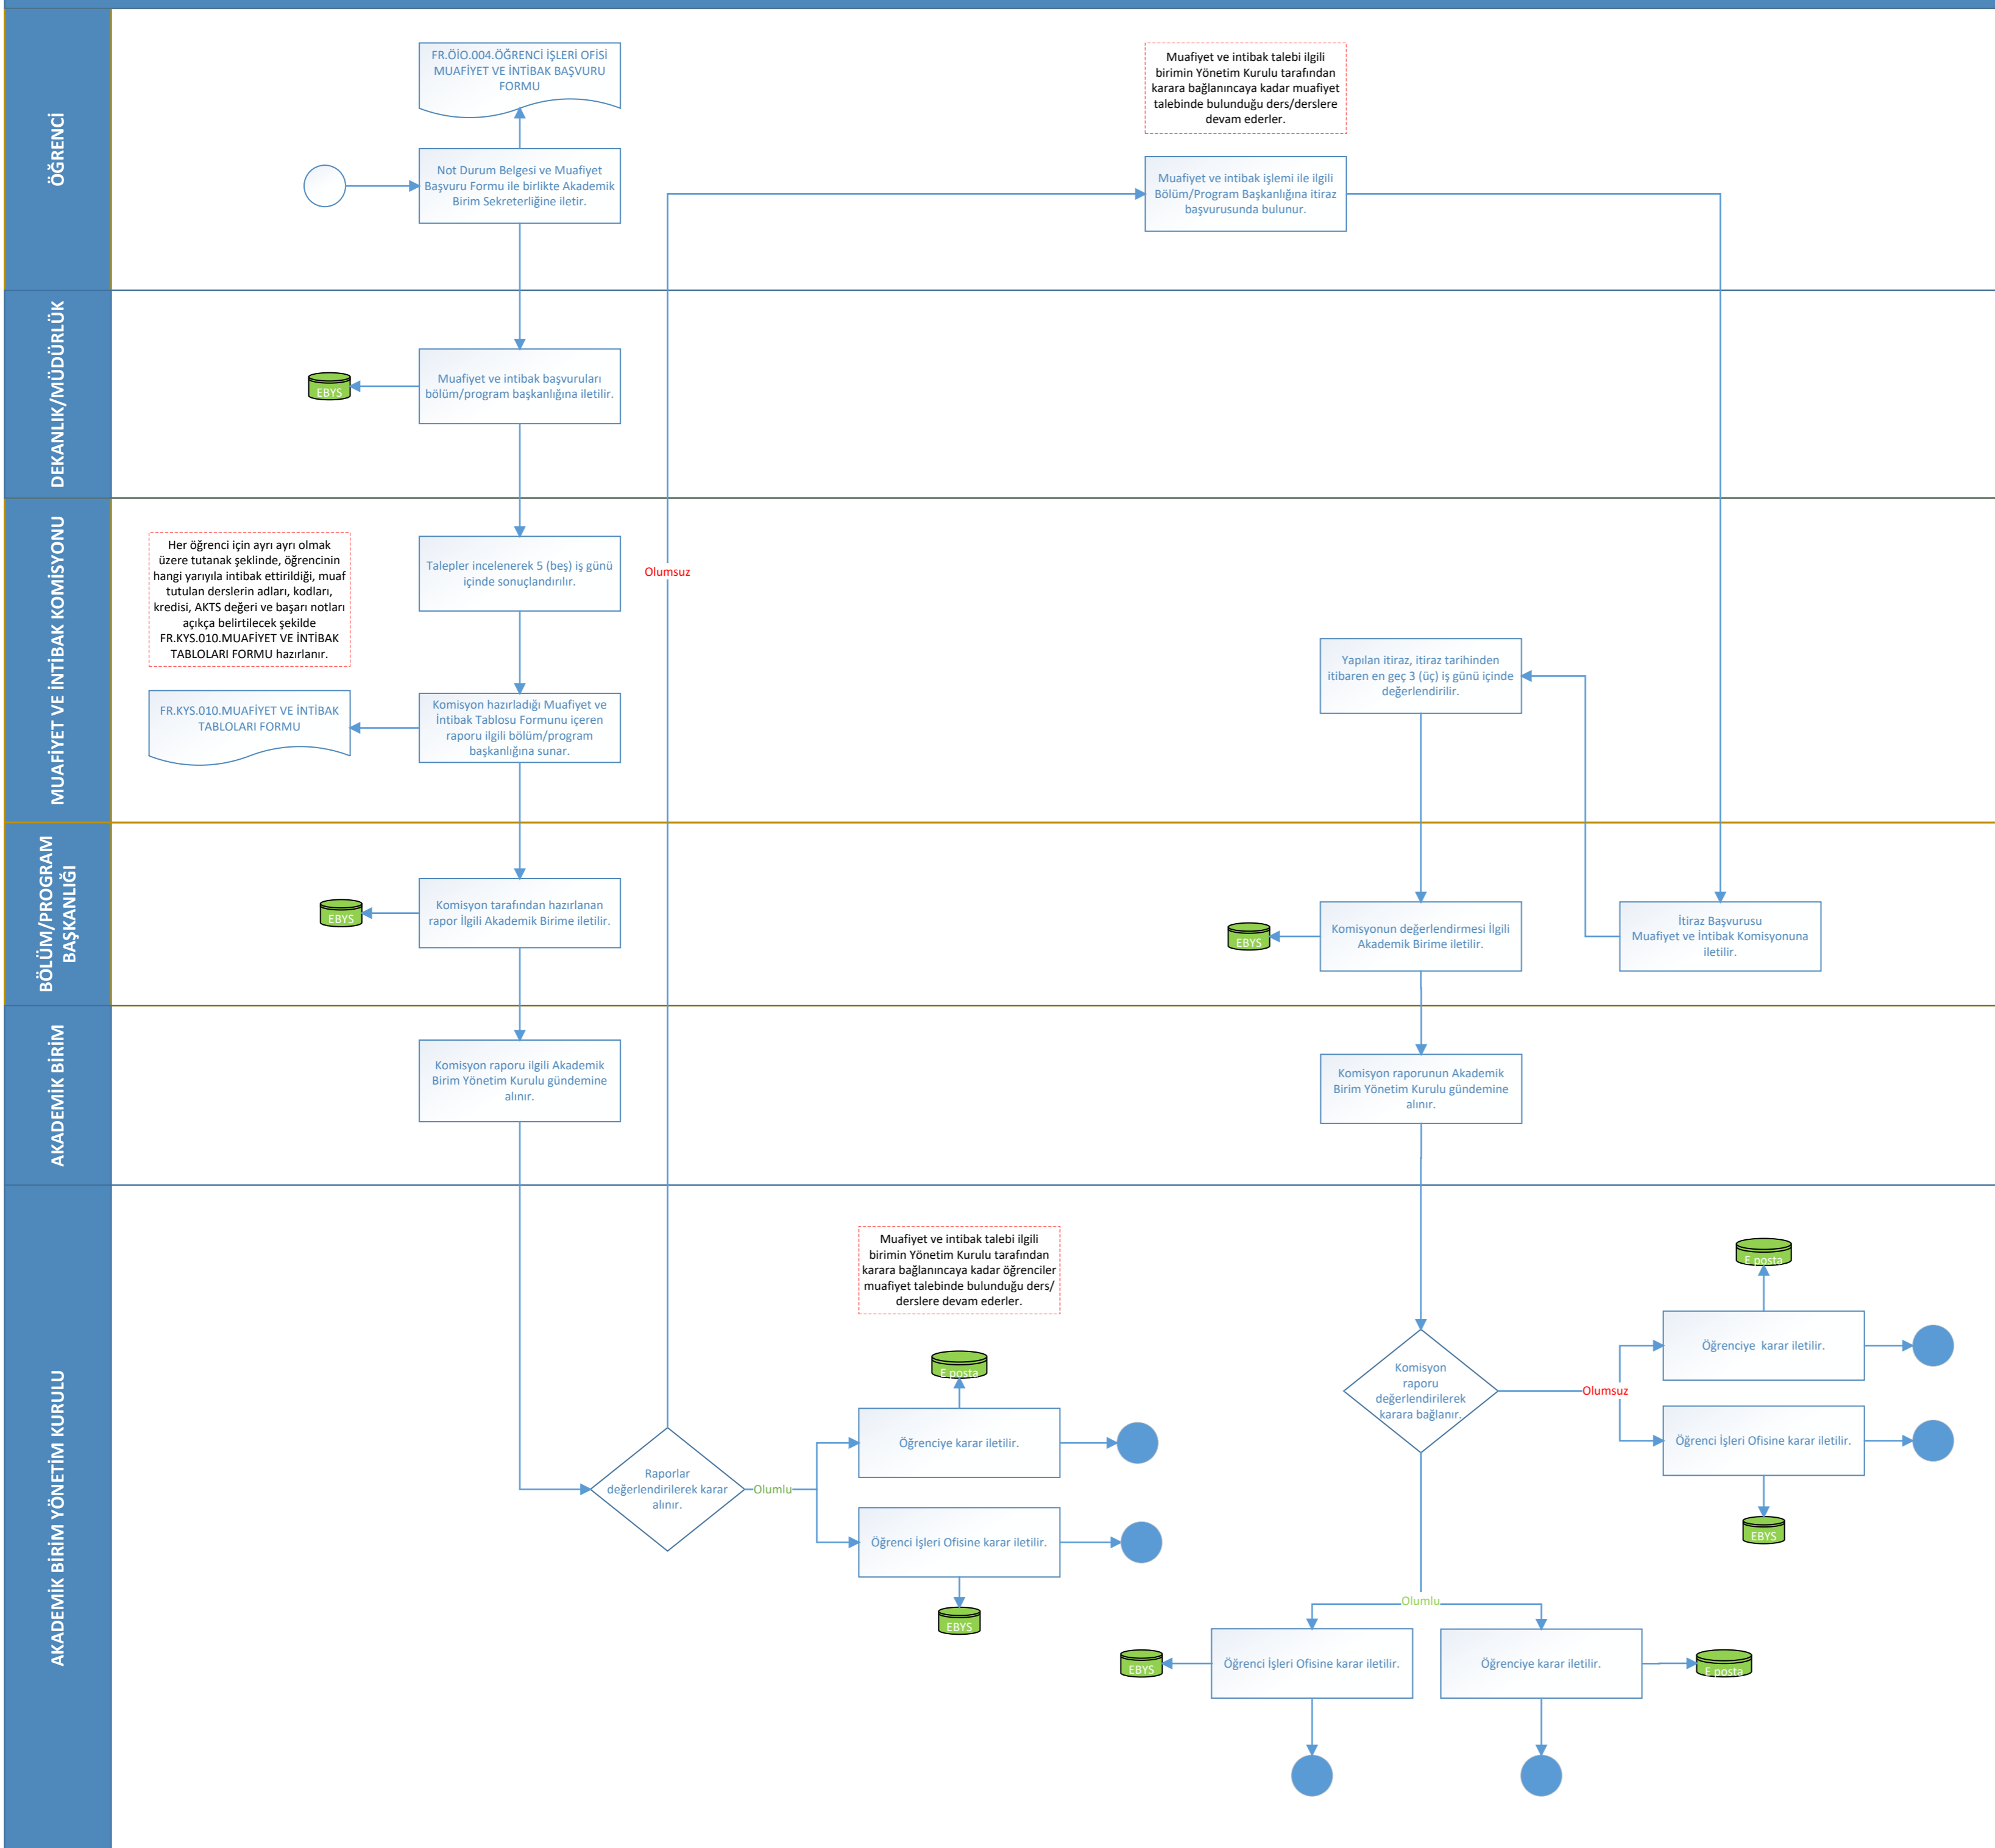 ÖĞRENCİ
FR.ÖİO.004.ÖĞRENCİ İŞLERİ OFİSİ
MUAFİYET VE İNTİBAK BAŞVURU
FORMU
Not Durum Belgesi ve Muafiyet
Başvuru Formu ile birlikte Akademik
Birim Sekreterliğine iletir.
Muafiyet ve intibak talebi ilgili
birimin Yönetim Kurulu tarafından
karara bağlanıncaya kadar muafiyet
talebinde bulunduğu ders/derslere
devam ederler.
Muafiyet ve intibak işlemi ile ilgili
Bölüm/Program Başkanlığına itiraz
başvurusunda bulunur.
DEKANLIK/MÜDÜRLÜK
EBYS
Muafiyet ve intibak başvuruları
bölüm/program başkanlığına iletilir.
MUAFİYET VE İNTİBAK KOMİSYONU
Her öğrenci için ayrı ayrı olmak
üzere tutanak şeklinde, öğrencinin
hangi yarıyıla intibak ettirildiği, muaf
tutulan derslerin adları, kodları,
kredisi, AKTS değeri ve başarı notları
açıkça belirtilecek şekilde
FR.KYS.010.MUAFİYET VE İNTİBAK
TABLOLARI FORMU hazırlanır.
Talepler incelenerek 5 (beş) iş günü
içinde sonuçlandırılır.
Olumsuz
FR.KYS.010.MUAFİYET VE İNTİBAK
TABLOLARI FORMU
Komisyon hazırladığı Muafiyet ve
İntibak Tablosu Formunu içeren
raporu ilgili bölüm/program
başkanlığına sunar.
Yapılan itiraz, itiraz tarihinden
itibaren en geç 3 (üç) iş günü içinde
değerlendirilir.
BÖLÜM/PROGRAM
BAŞKANLIĞI
EBYS
Komisyon tarafından hazırlanan
rapor İlgili Akademik Birime iletilir.
EBYS
Komisyonun değerlendirmesi İlgili
Akademik Birime iletilir.
İtiraz Başvurusu
Muafiyet ve İntibak Komisyonuna
iletilir.
AKADEMİK BİRİM
Komisyon raporu ilgili Akademik
Birim Yönetim Kurulu gündemine
alınır.
Komisyon raporunun Akademik
Birim Yönetim Kurulu gündemine
alınır.
AKADEMİK BİRİM YÖNETİM KURULU
Muafiyet ve intibak talebi ilgili
birimin Yönetim Kurulu tarafından
karara bağlanıncaya kadar öğrenciler
muafiyet talebinde bulunduğu ders/
derslere devam ederler.
E posta
Öğrenciye karar iletilir.
Raporlar
değerlendirilerek karar
alınır.
Olumlu
Öğrenci İşleri Ofisine karar iletilir.
EBYS
Komisyon
raporu
değerlendirilerek
karara bağlanır.
Olumsuz
E posta
Öğrenciye  karar iletilir.
Öğrenci İşleri Ofisine karar iletilir.
EBYS
Olumlu
EBYS
Öğrenci İşleri Ofisine karar iletilir.
Öğrenciye karar iletilir.
E posta